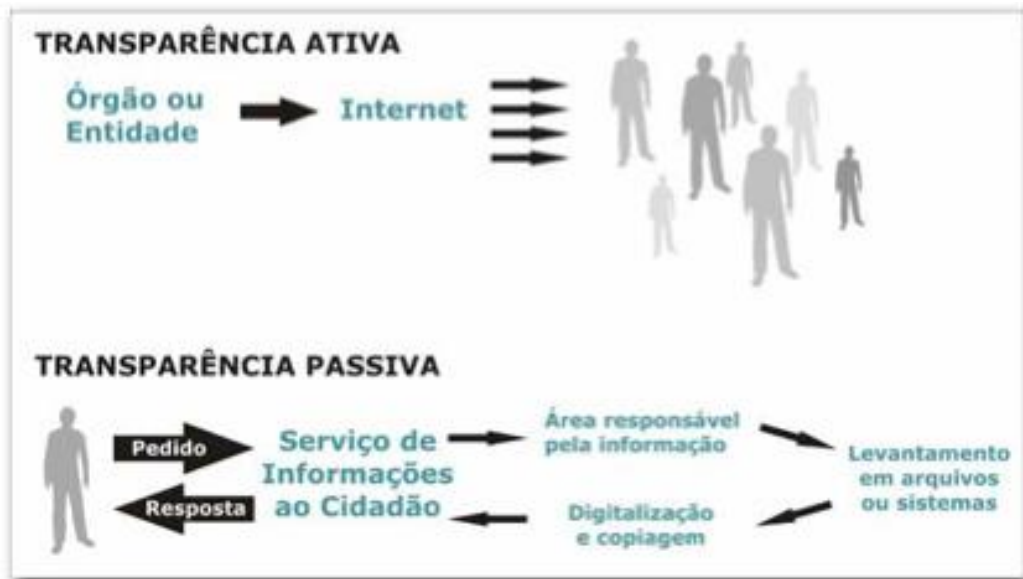 TRANSPARÊNCIA ATIVA
Órgão ou
Entidade
Internet
TRANSPARÊNCIA PASSIVA
Pedido
Resposta
Serviço de
Informações
ao Cidadão
Área responsável
pela informação
Levantamento
em arquivos
ou sistemas
Digitalização
e copiagem